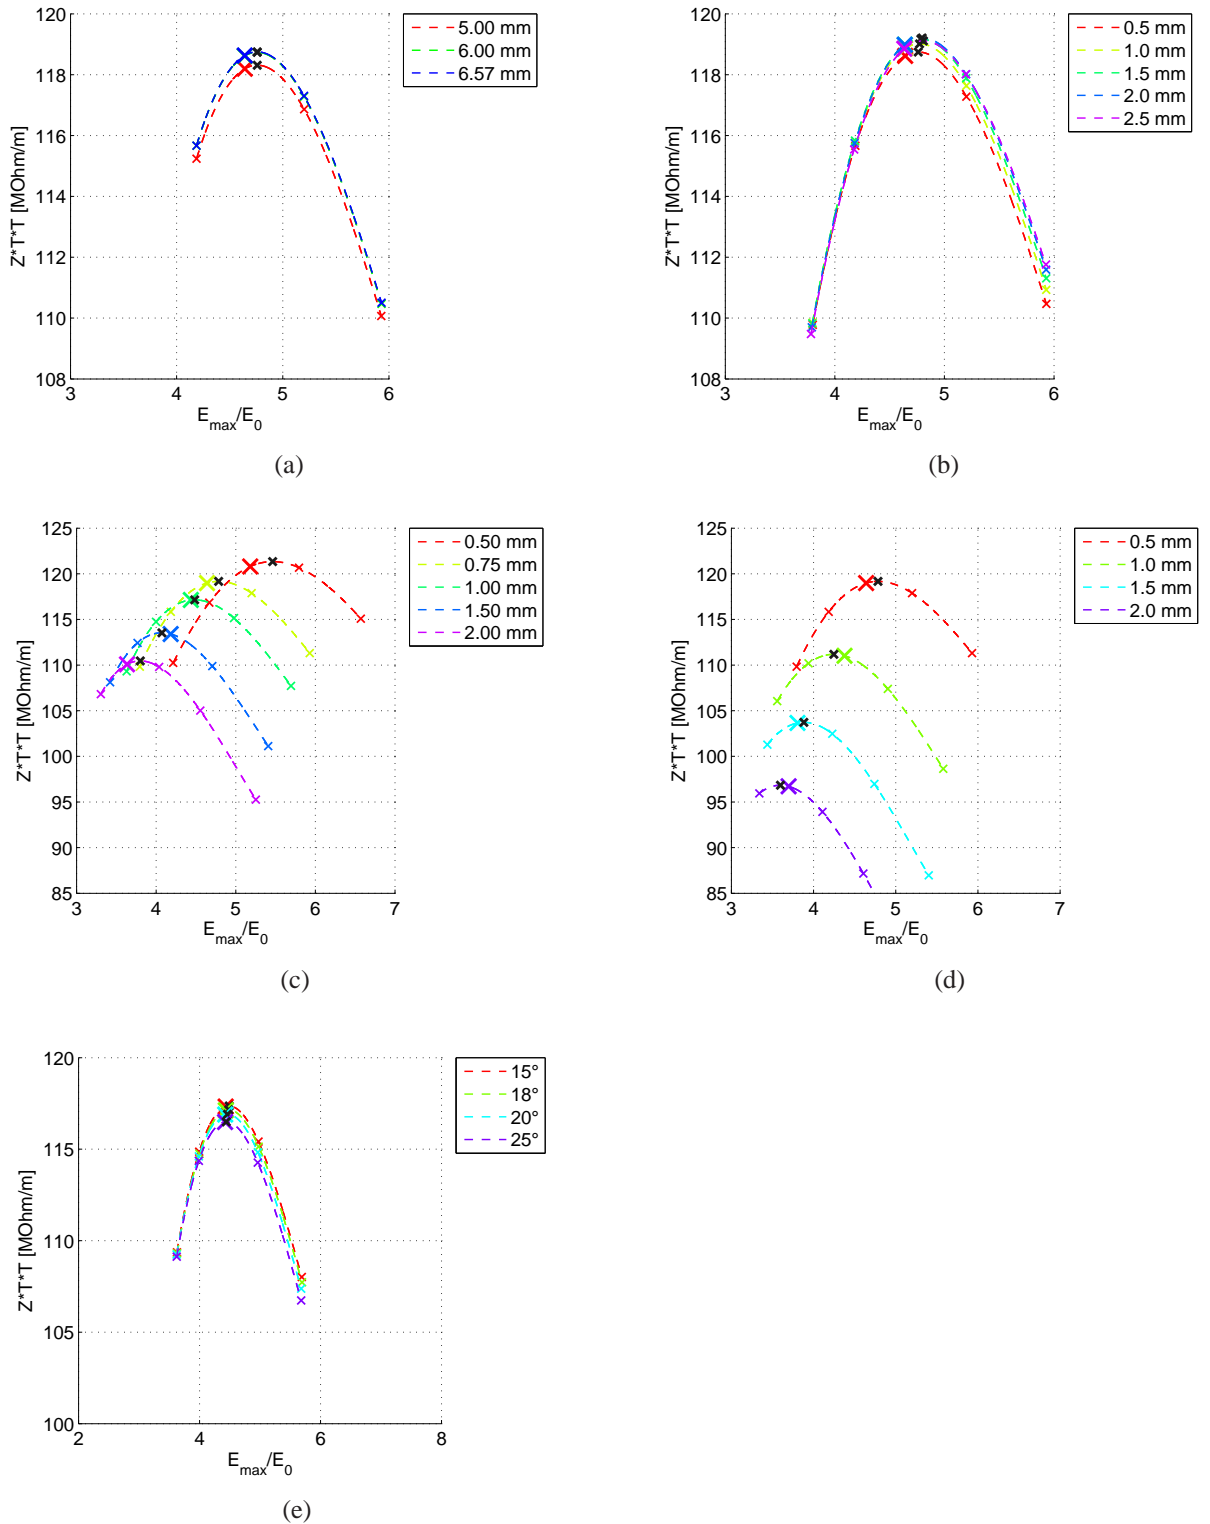 120
118
116
114
112
110
108
3 4 5 6
Z*T*T [MOhm/m]
E_max/E_0
5.00 mm
6.00 mm
6.57 mm
(a)
120
118
116
114
112
110
108
3 4 5 6
Z*T*T [MOhm/m]
E_max/E_0
0.5 mm
1.0 mm
1.5 mm
2.0 mm
2.5 mm
(b)
125
120
115
110
105
100
95
90
85
3 4 5 6 7
Z*T*T [MOhm/m]
E_max/E_0
0.50 mm
0.75 mm
1.00 mm
1.50 mm
2.00 mm
(c)
125
120
115
110
105
100
95
90
85
3 4 5 6 7
Z*T*T [MOhm/m]
E_max/E_0
0.5 mm
1.0 mm
1.5 mm
2.0 mm
(d)
120
115
110
105
100
2 4 6 8
Z*T*T [MOhm/m]
E_max/E_0
15°
18°
20°
25°
(e)